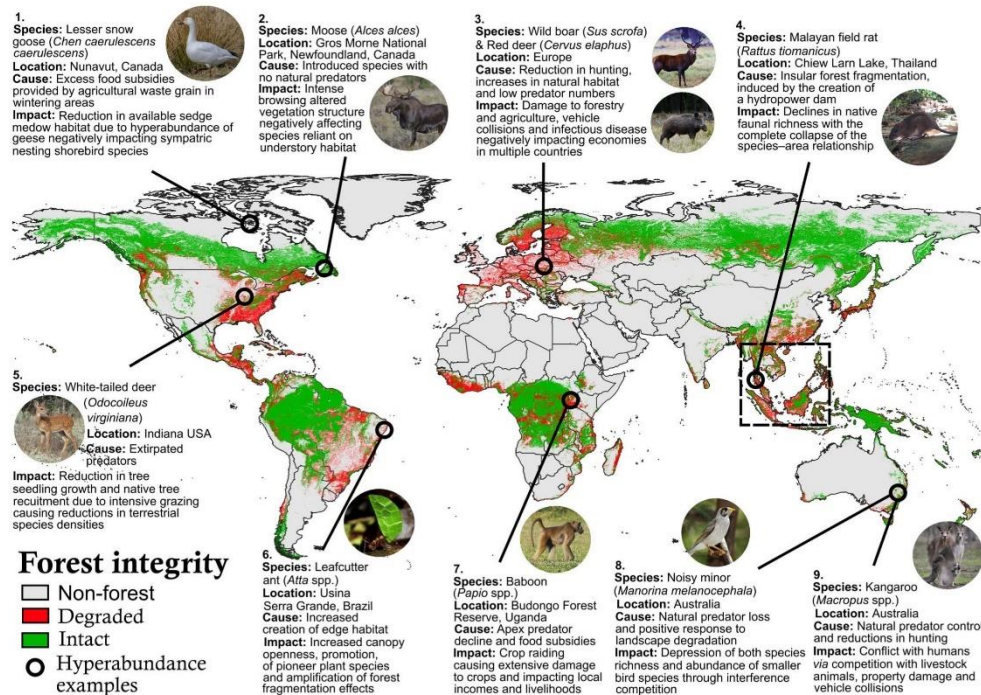 1.
Species: Lesser snow
goose (Chen caerulescens
caerulescens)
Location: Nunavut, Canada
Cause: Excess food subsidies
provided by agricultural waste grain in
wintering areas
Impact: Reduction in available sedge
medow habitat due to hyperabundance of
geese negatively impacting sympatric
nesting shorebird species
2.
Species: Moose (Alces alces)
Location: Gros Morne National
Park, Newfoundland, Canada
Cause: Introduced species with
no natural predators
Impact: Intense
browsing altered
vegetation structure
negatively affecting
species reliant on
understory habitat
3.
Species: Wild boar (Sus scrofa)
& Red deer (Cervus elaphus)
Location: Europe
Cause: Reduction in hunting,
increases in natural habitat
and low predator numbers
Impact: Damage to forestry
and agriculture, vehicle
collisions and infectious disease
negatively impacting economies
in multiple countries
4.
Species: Malayan field rat
(Rattus tiomanicus)
Location: Chiew Larn Lake, Thailand
Cause: Insular forest fragmentation,
induced by the creation of
a hydropower dam
Impact: Declines in native
faunal richness with the
complete collapse of the
species–area relationship
5.
Species: White-tailed deer
(Odocoileus
virginiana)
Location: Indiana USA
Cause: Extirpated
predators
Impact: Reduction in tree
seedling growth and native tree
recuitment due to intensive grazing
causing reductions in terrestrial
species densities
Forest integrity
Non-forest
Degraded
Intact
Hyperabundance
examples
6.
Species: Leafcutter
ant (Atta spp.)
Location: Usina
Serra Grande, Brazil
Cause: Increased
creation of edge habitat
Impact: Increased canopy
openness, promotion,
of pioneer plant species
and amplification of forest
fragmentation effects
7.
Species: Baboon
(Papio spp.)
Location: Budongo Forest
Reserve, Uganda
Cause: Apex predator
decline and food subsidies
Impact: Crop raiding
causing extensive damage
to crops and impacting local
incomes and livelihoods
8.
Species: Noisy minor
(Manorina melanocephala)
Location: Australia
Cause: Natural predator loss
and positive response to
landscape degradation
Impact: Depression of both species
richness and abundance of smaller
bird species through interference
competition
9.
Species: Kangaroo
(Macropus spp.)
Location: Australia
Cause: Natural predator control
and reductions in hunting
Impact: Conflict with humans
via competition with livestock
animals, property damage and
vehicle collisions